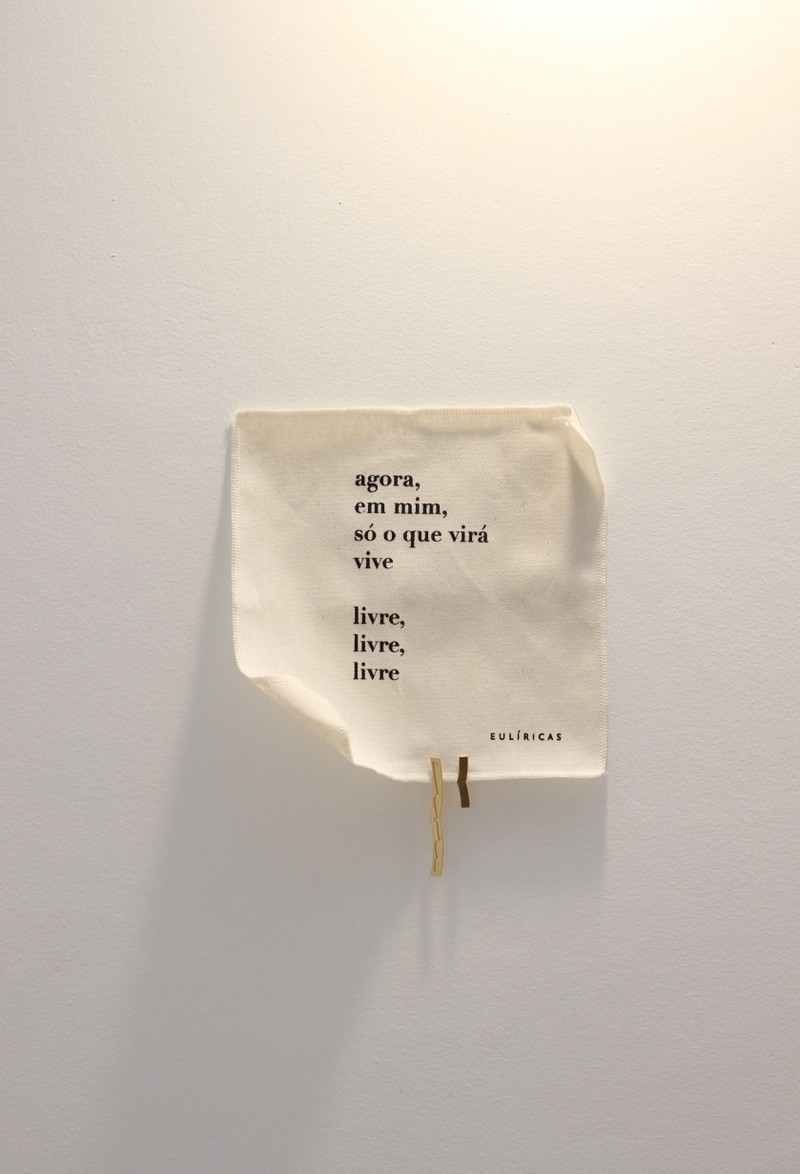 agora,
em mim,
só o que virá
vive
livre,
livre,
livre
EULÍRICAS